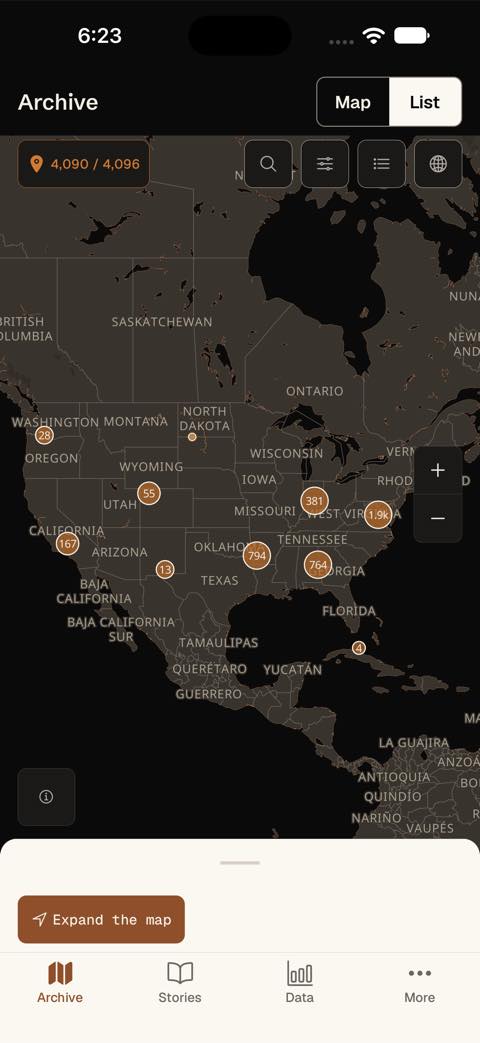 6:23
Archive
Map
List
4,090 / 4,096
BRITISH
COLUMBIA
SASKATCHEWAN
ONTARIO
WASHINGTON
MONTANA
NORTH
DAKOTA
28
OREGON
WYOMING
WISCONSIN
IOWA
55
UTAH
MISSOURI
381
WEST VIRGINIA
1.9k
CALIFORNIA
167
ARIZONA
OKLAHOMA
794
TENNESSEE
764
GEORGIA
13
TEXAS
BAJA
CALIFORNIA
FLORIDA
BAJA CALIFORNIA
SUR
TAMAULIPAS
4
QUERÉTARO
YUCATÁN
GUERRERO
LA GUAJIRA
ANTIOQUIA
QUINDÍO
NARIÑO
VAUPÉS
Expand the map
Archive
Stories
Data
More